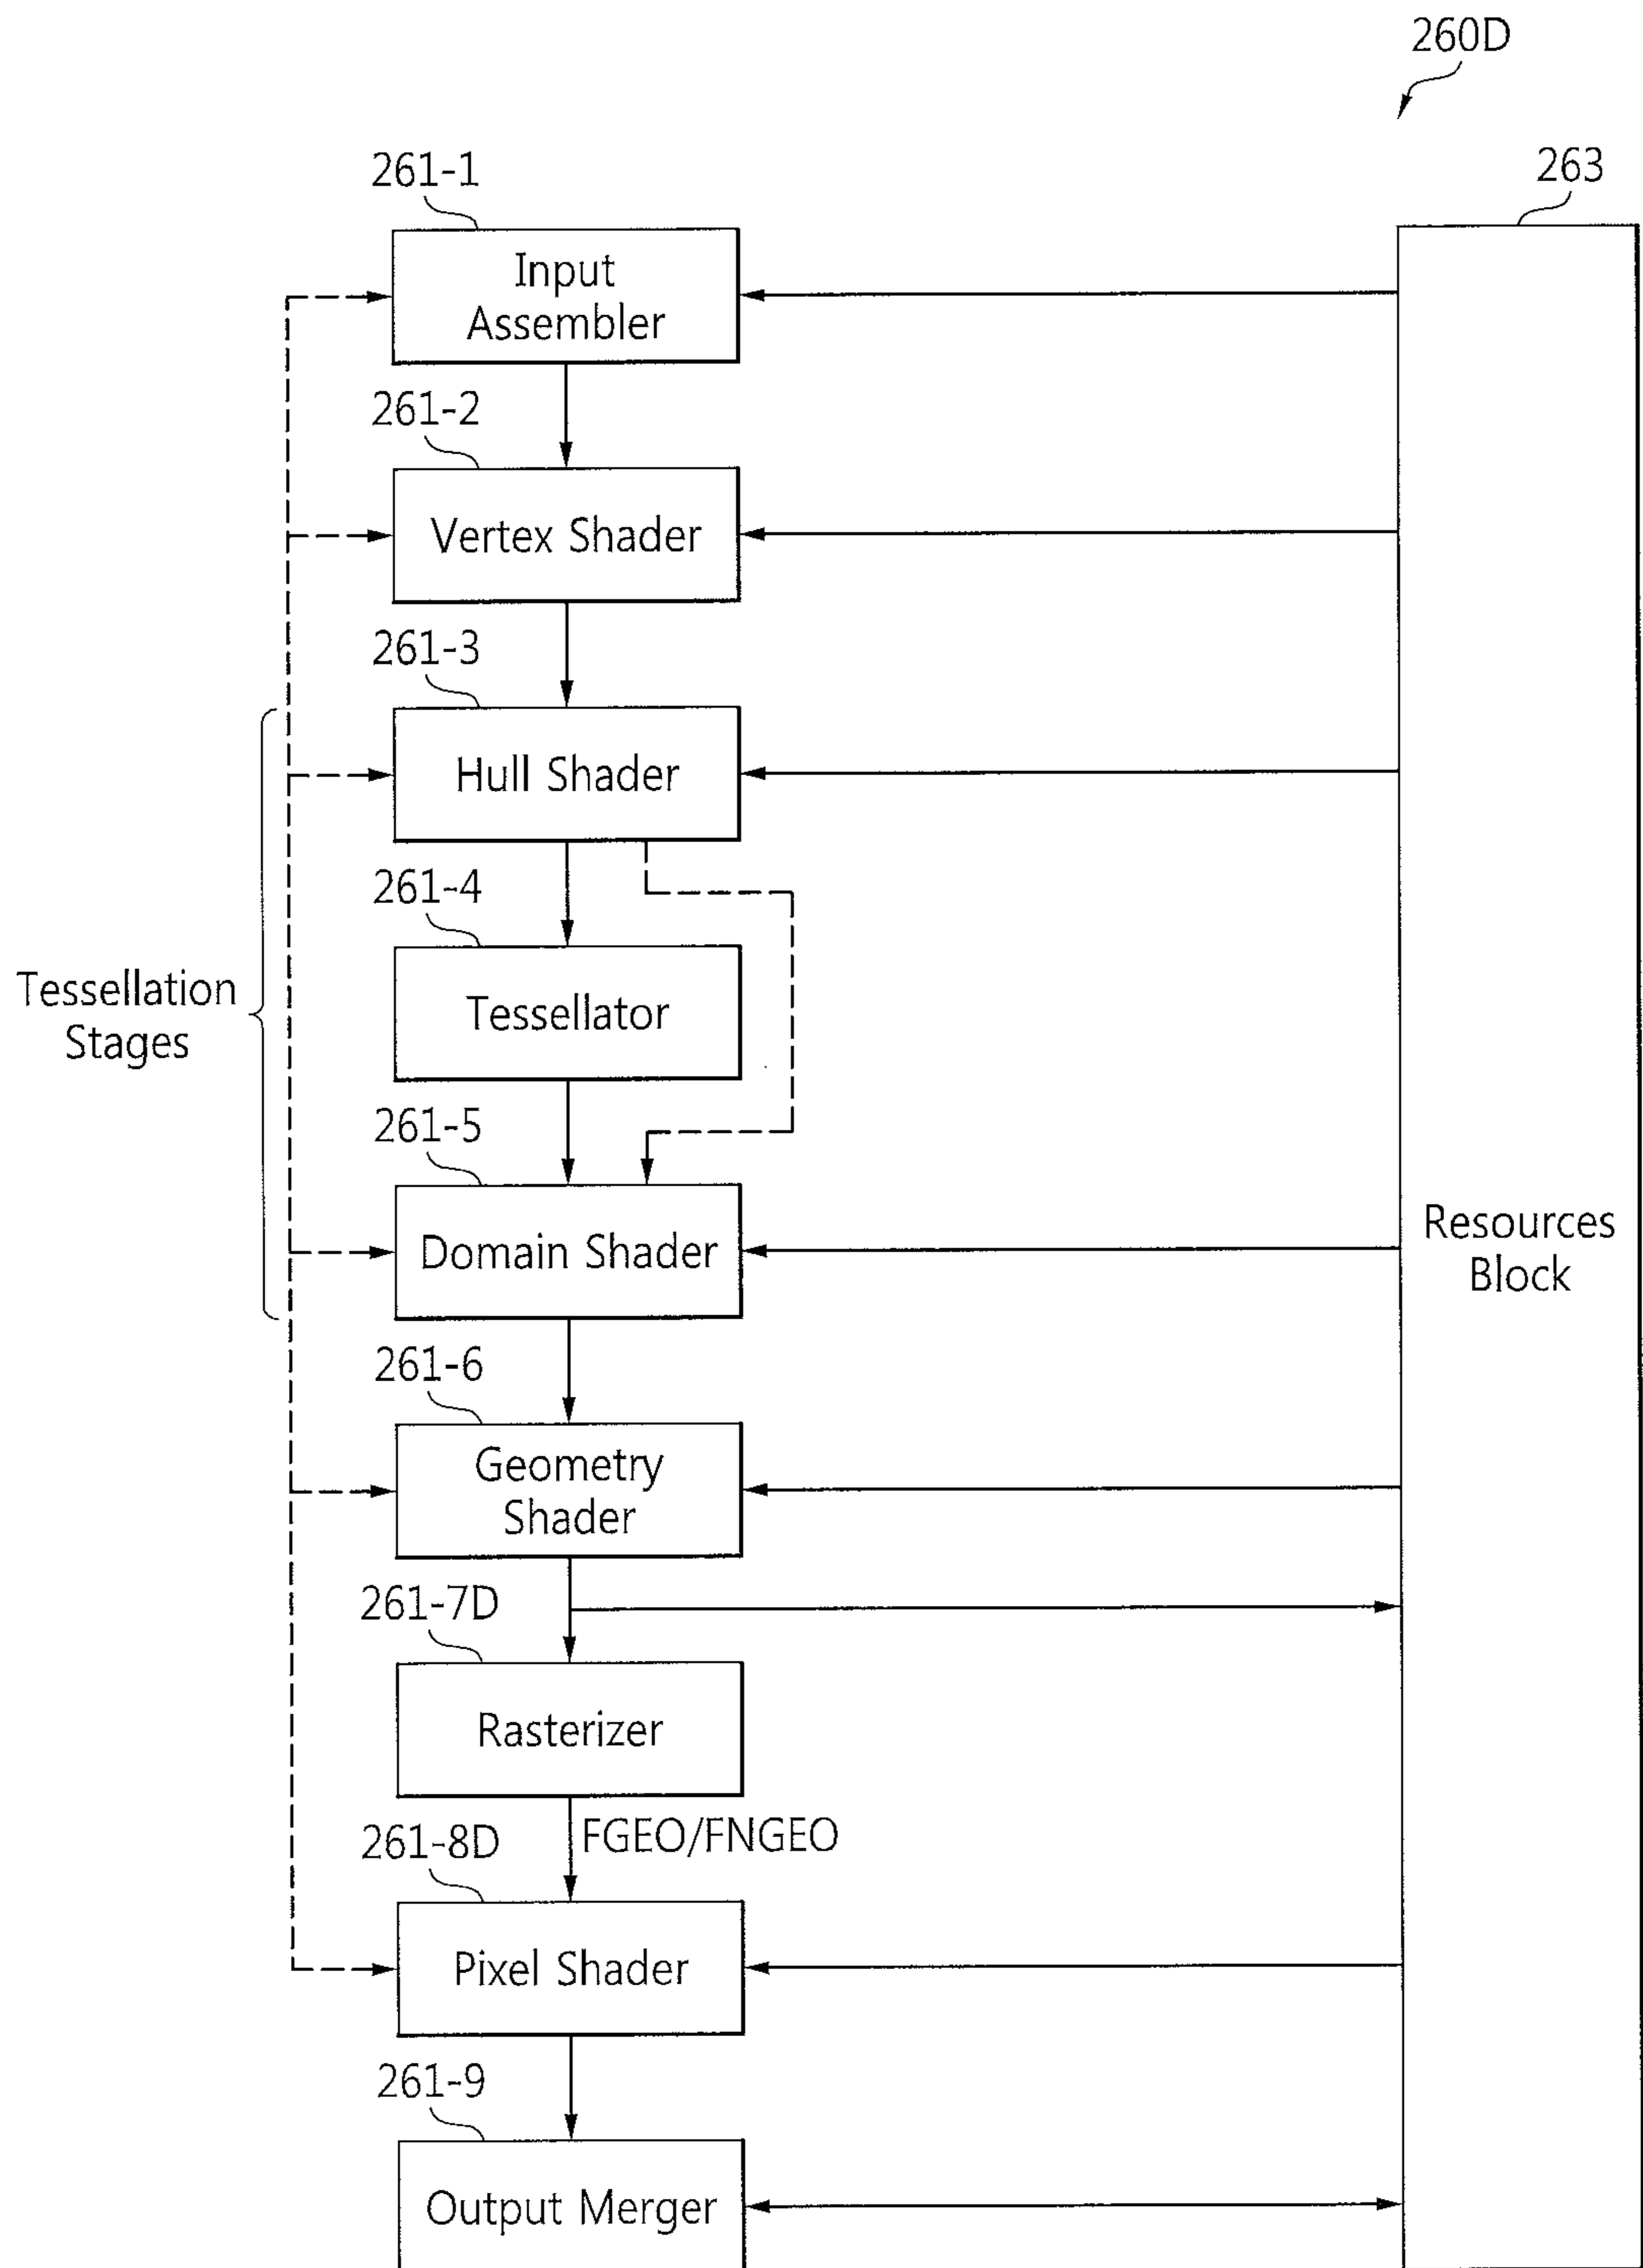 260D
263
261-1
Input
Assembler
261-2
Vertex Shader
261-3
Hull Shader
261-4
Tessellator
Tessellation
Stages
261-5
Domain Shader
Resources
Block
261-6
Geometry
Shader
261-7D
Rasterizer
FGEO/FNGEO
261-8D
Pixel Shader
261-9
Output Merger